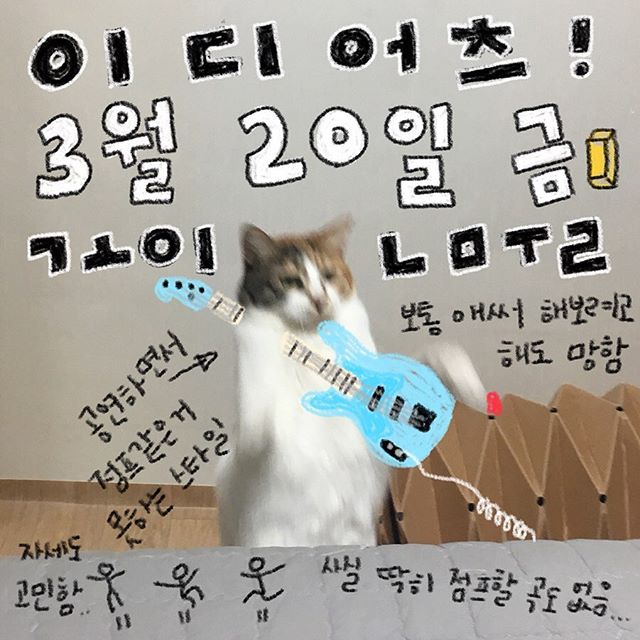 이디어츠!
3월 20일 금
ㄱㅗ이 ㄴㅁㅜㄹ
보통 애써 해보려고
해도 망함
공연하면서
점프같은거
못하는 스타일
자세도
고민함..
사실 딱히 점프할 곡도 없음...